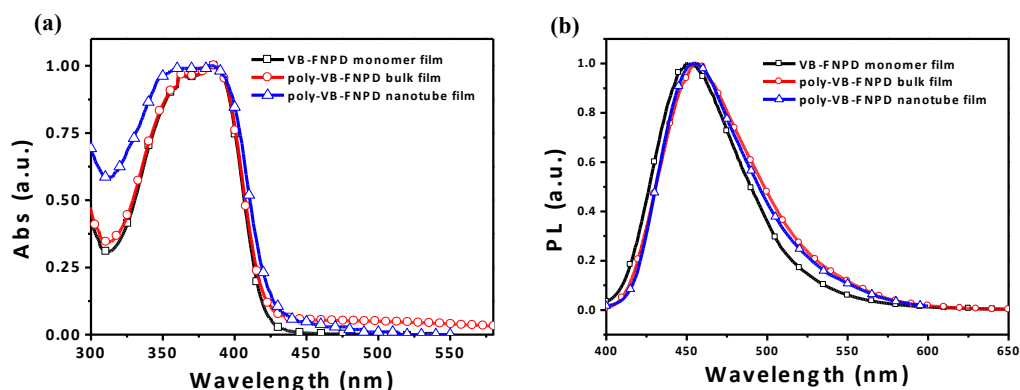 (a)
VB-FNPD monomer film
poly-VB-FNPD bulk film
poly-VB-FNPD nanotube film
Abs (a.u.)
1.00
0.75
0.50
0.25
0.00
300 350 400 450 500 550
Wavelength (nm)
(b)
VB-FNPD monomer film
poly-VB-FNPD bulk film
poly-VB-FNPD nanotube film
PL (a.u.)
1.0
0.8
0.6
0.4
0.2
0.0
400 450 500 550 600 650
Wavelength (nm)